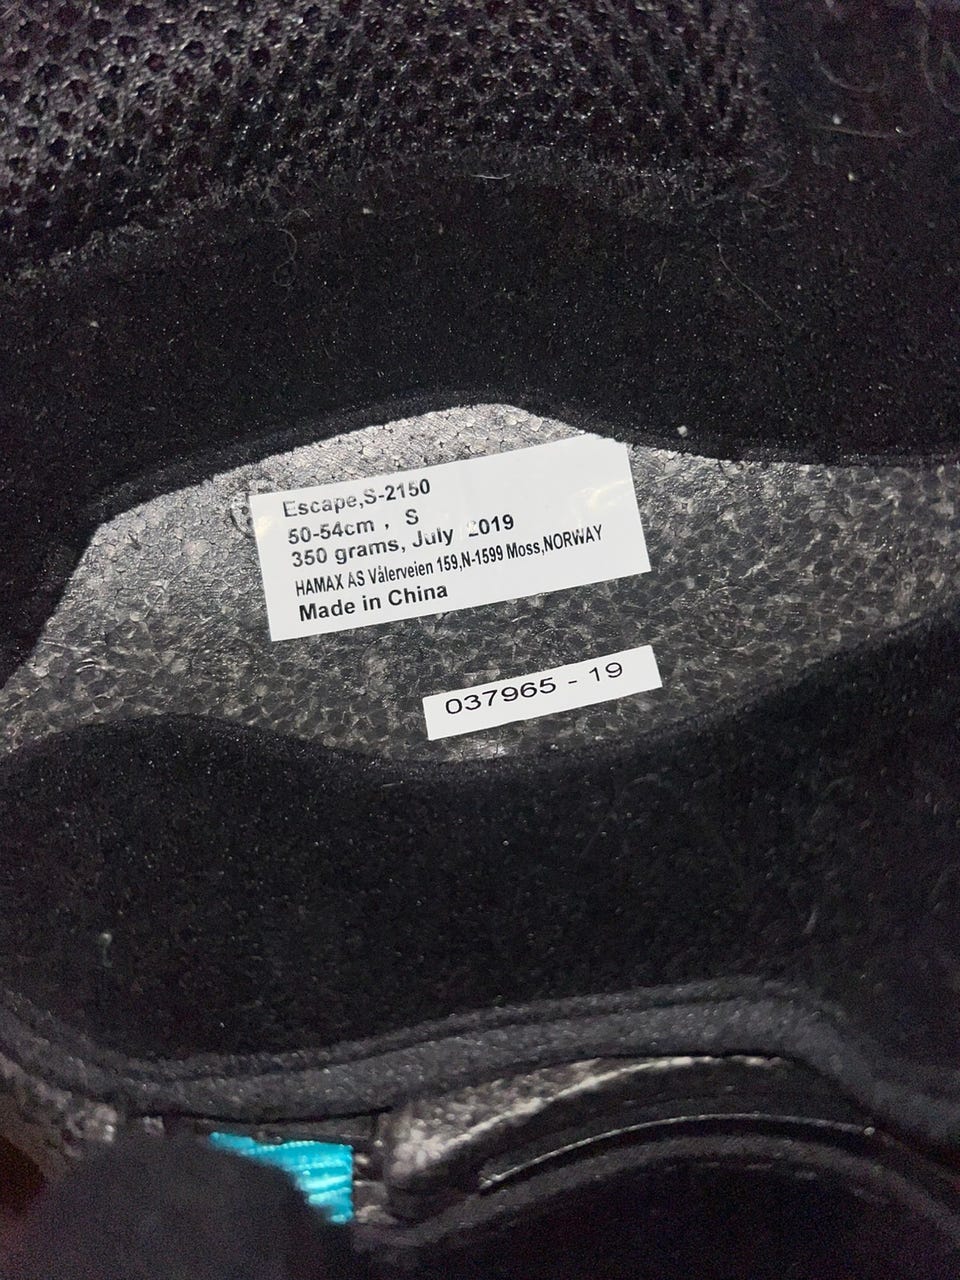 Escape,S-2150
50-54cm , S
350 grams, July 2019
HAMAX AS Vålerveien 159,N-1599 Moss,NORWAY
Made in China
037965 - 19